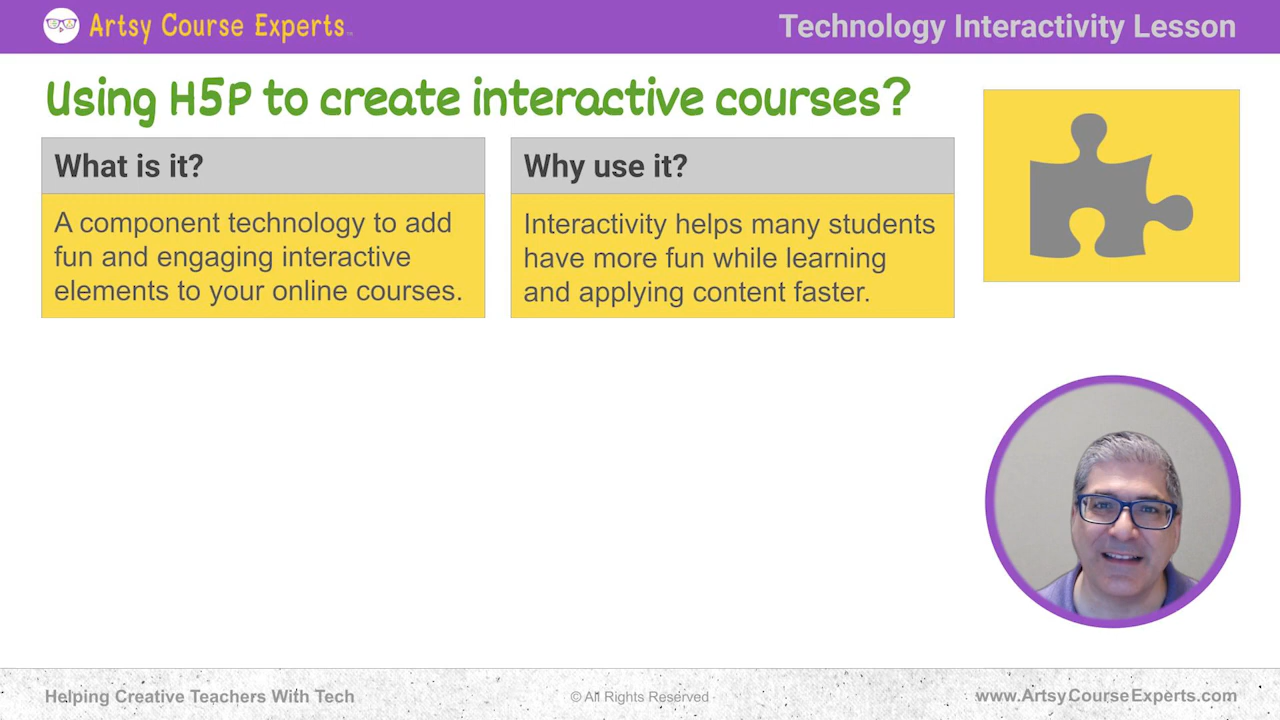 Artsy Course Experts
Technology Interactivity Lesson
Using H5P to create interactive courses?
What is it?
A component technology to add
fun and engaging interactive
elements to your online courses.
Why use it?
Interactivity helps many students
have more fun while learning
and applying content faster.
Helping Creative Teachers With Tech
© All Rights Reserved
www.ArtsyCourseExperts.com